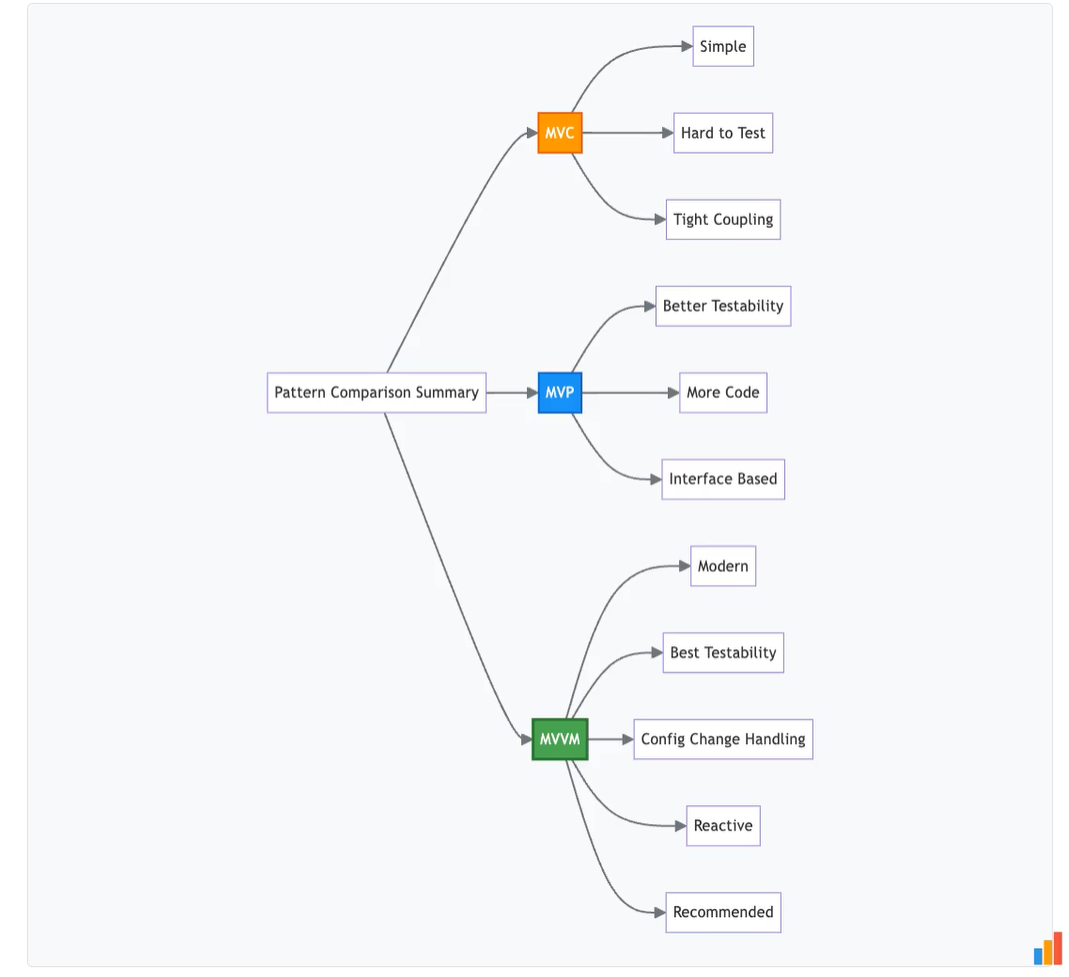 Pattern Comparison Summary
MVC
Simple
Hard to Test
Tight Coupling
MVP
Better Testability
More Code
Interface Based
MVVM
Modern
Best Testability
Config Change Handling
Reactive
Recommended